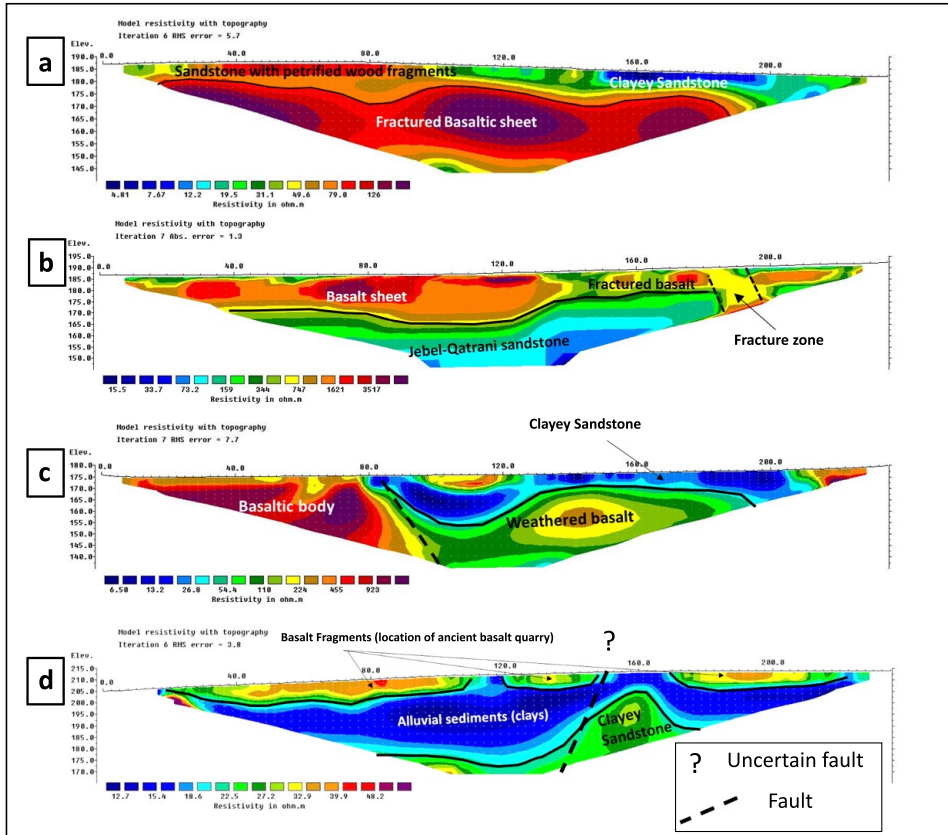 Model resistivity with topography
Iteration 6 RMS error = 5.7
a
Elev.
0.0 40.0 80.0 120.0 160.0 200.0
190.0
185.0
180.0
175.0
170.0
165.0
160.0
155.0
150.0
145.0
Sandstone with petrified wood fragments
Clayey Sandstone
Fractured Basaltic sheet
4.81 7.67 12.2 19.5 31.1 49.6 79.0 126
Resistivity in ohm.m
Model resistivity with topography
Iteration 7 Abs. error = 1.3
b
Elev.
0.0 40.0 80.0 120.0 160.0 200.0
195.0
190.0
185.0
180.0
175.0
170.0
165.0
160.0
155.0
150.0
Basalt sheet
Fractured basalt
Fracture zone
Jebel-Qatrani sandstone
15.5 33.7 73.2 159 344 747 1621 3517
Resistivity in ohm.m
Model resistivity with topography
Iteration 7 RMS error = 7.7
Clayey Sandstone
c
Elev.
0.0 40.0 80.0 120.0 160.0 200.0
180.0
175.0
170.0
165.0
160.0
155.0
150.0
145.0
140.0
Basaltic body
Weathered basalt
6.50 13.2 26.8 54.4 110 224 455 923
Resistivity in ohm.m
Model resistivity with topography
Iteration 6 RMS error = 3.8
Basalt Fragments (location of ancient basalt quarry)
?
d
Elev.
0.0 40.0 80.0 120.0 160.0 200.0
215.0
210.0
205.0
200.0
195.0
190.0
185.0
180.0
175.0
170.0
Alluvial sediments (clays)
Clayey
Sandstone
12.7 15.4 18.6 22.5 27.2 32.9 39.9 48.2
Resistivity in ohm.m
? Uncertain fault
Fault